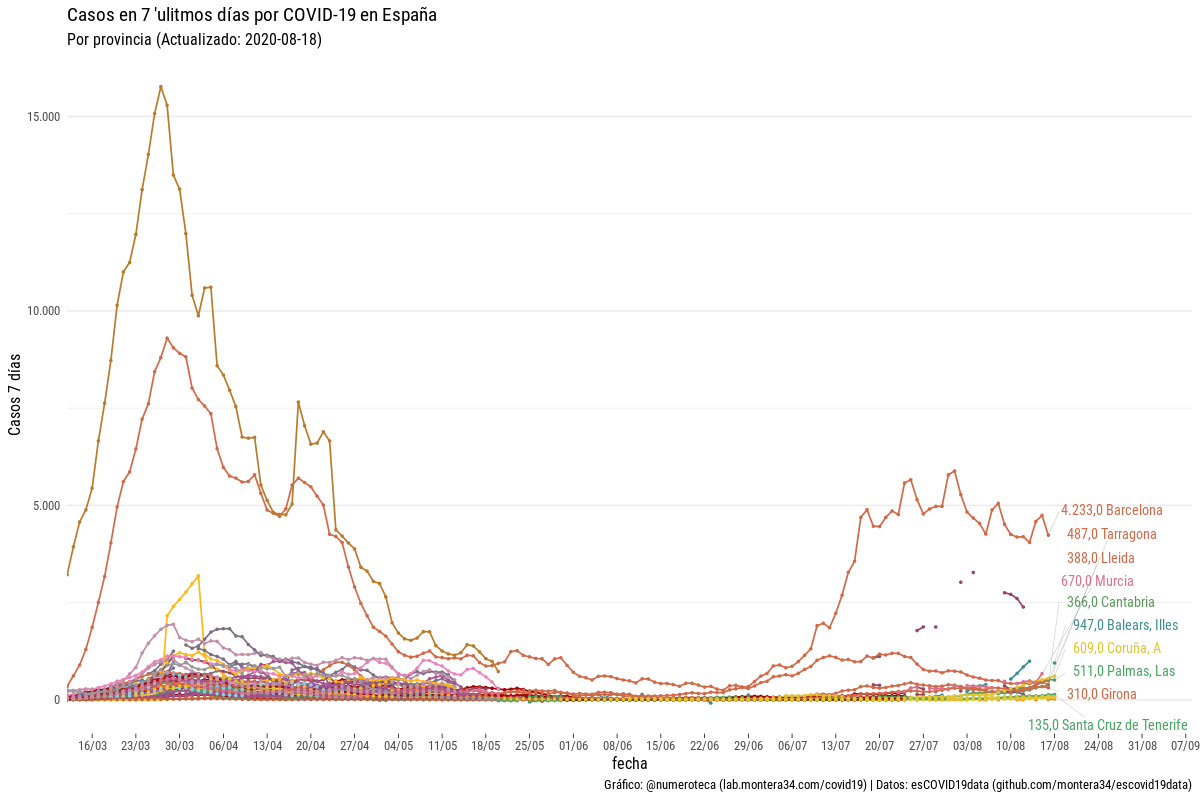 Casos en 7 'ulitmos días por COVID-19 en España
Por provincia (Actualizado: 2020-08-18)
Casos 7 días
15.000
10.000
5.000
0
4.233,0 Barcelona
487,0 Tarragona
388,0 Lleida
670,0 Murcia
366,0 Cantabria
947,0 Balears, Illes
609,0 Coruña, A
511,0 Palmas, Las
310,0 Girona
135,0 Santa Cruz de Tenerife
16/03 23/03 30/03 06/04 13/04 20/04 27/04 04/05 11/05 18/05 25/05 01/06 08/06 15/06 22/06 29/06 06/07 13/07 20/07 27/07 03/08 10/08 17/08 24/08 31/08 07/09
fecha
Gráfico: @numeroteca (lab.montera34.com/covid19) | Datos: esCOVID19data (github.com/montera34/escovid19data)